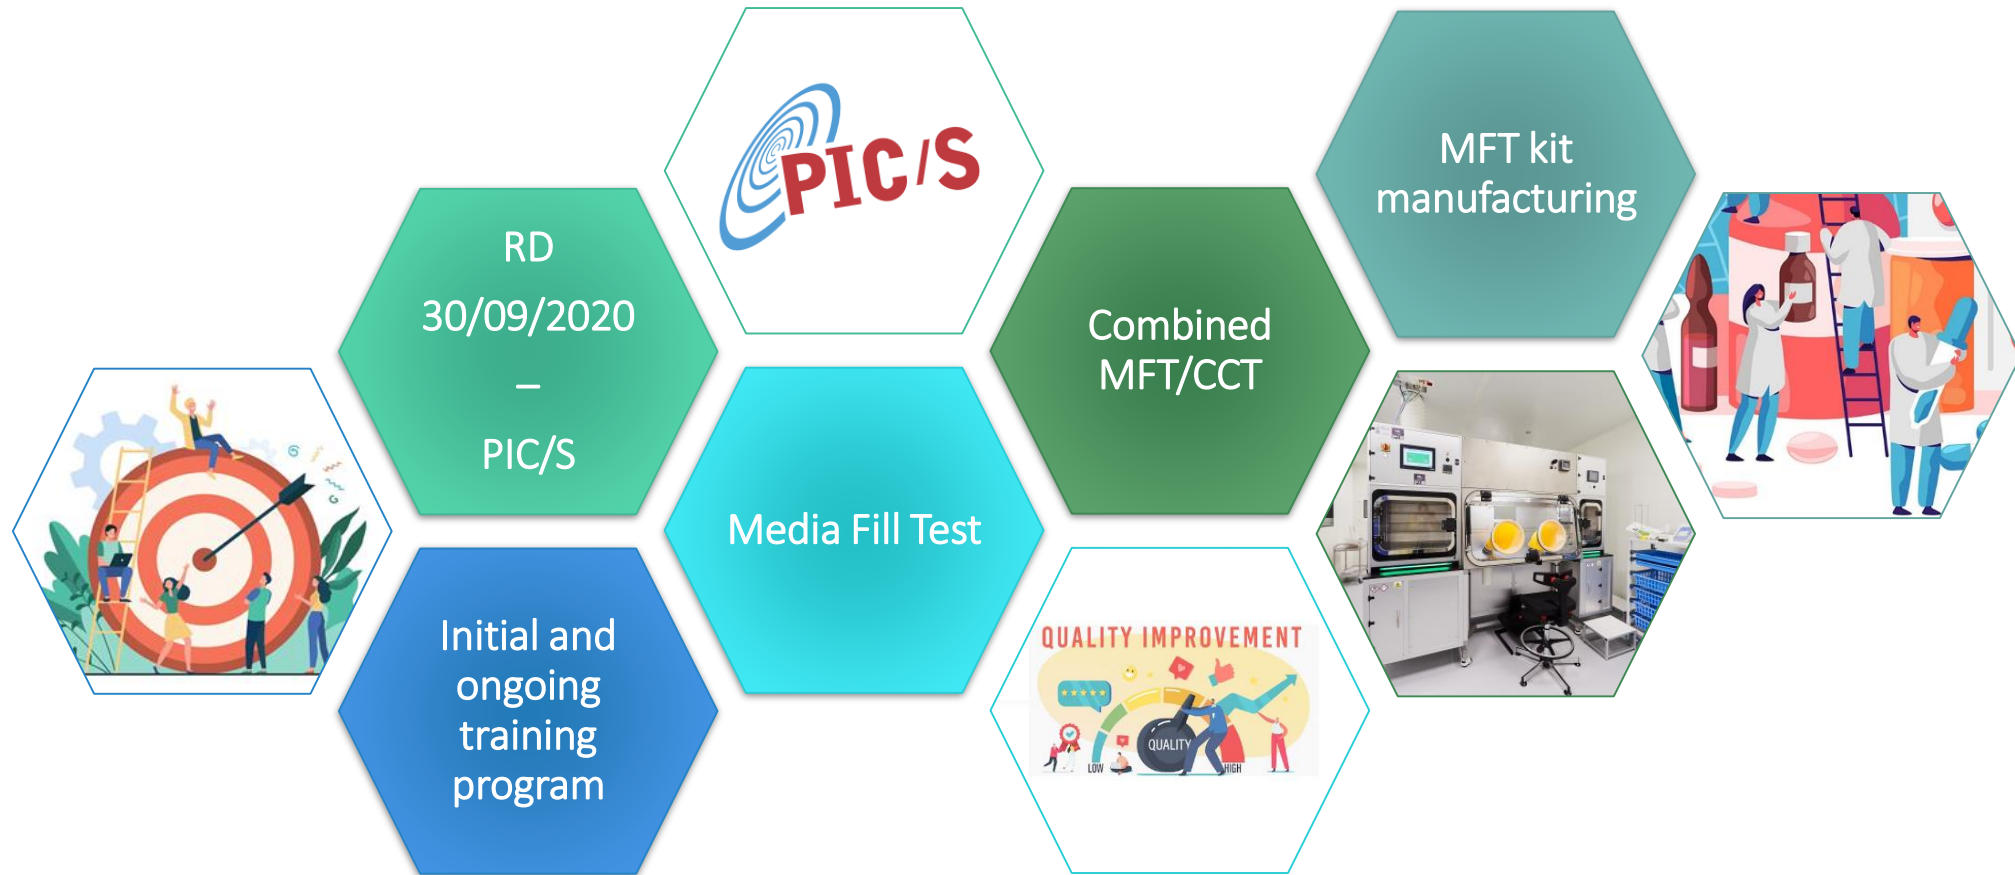 PIC/S
RD
30/09/2020
–
PIC/S
Initial and
ongoing
training
program
Media Fill Test
Combined
MFT/CCT
QUALITY IMPROVEMENT
QUALITY
LOW
HIGH
MFT kit
manufacturing